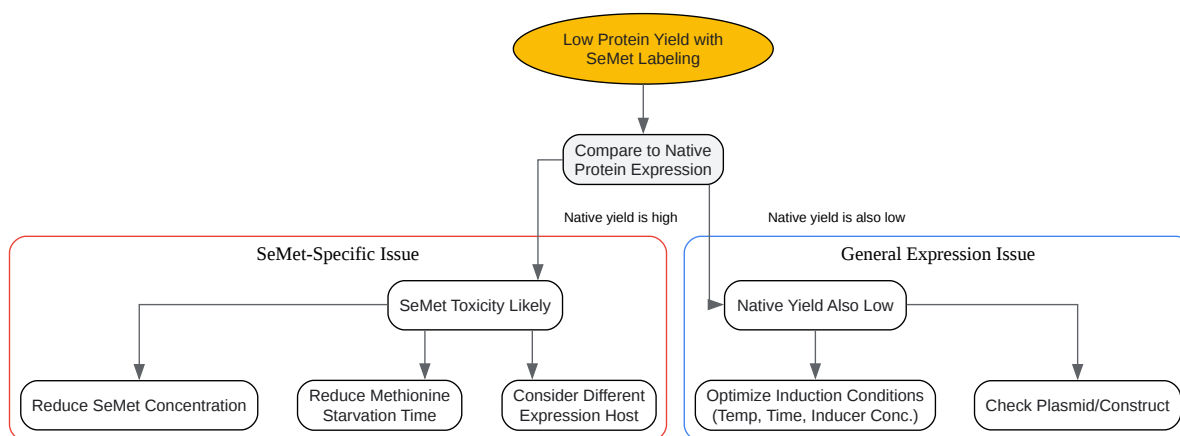 Low Protein Yield with
SeMet Labeling
Compare to Native
Protein Expression
Native yield is high
Native yield is also low
SeMet-Specific Issue
General Expression Issue
SeMet Toxicity Likely
Native Yield Also Low
Reduce SeMet Concentration
Reduce Methionine
Starvation Time
Consider Different
Expression Host
Optimize Induction Conditions
(Temp, Time, Inducer Conc.)
Check Plasmid/Construct